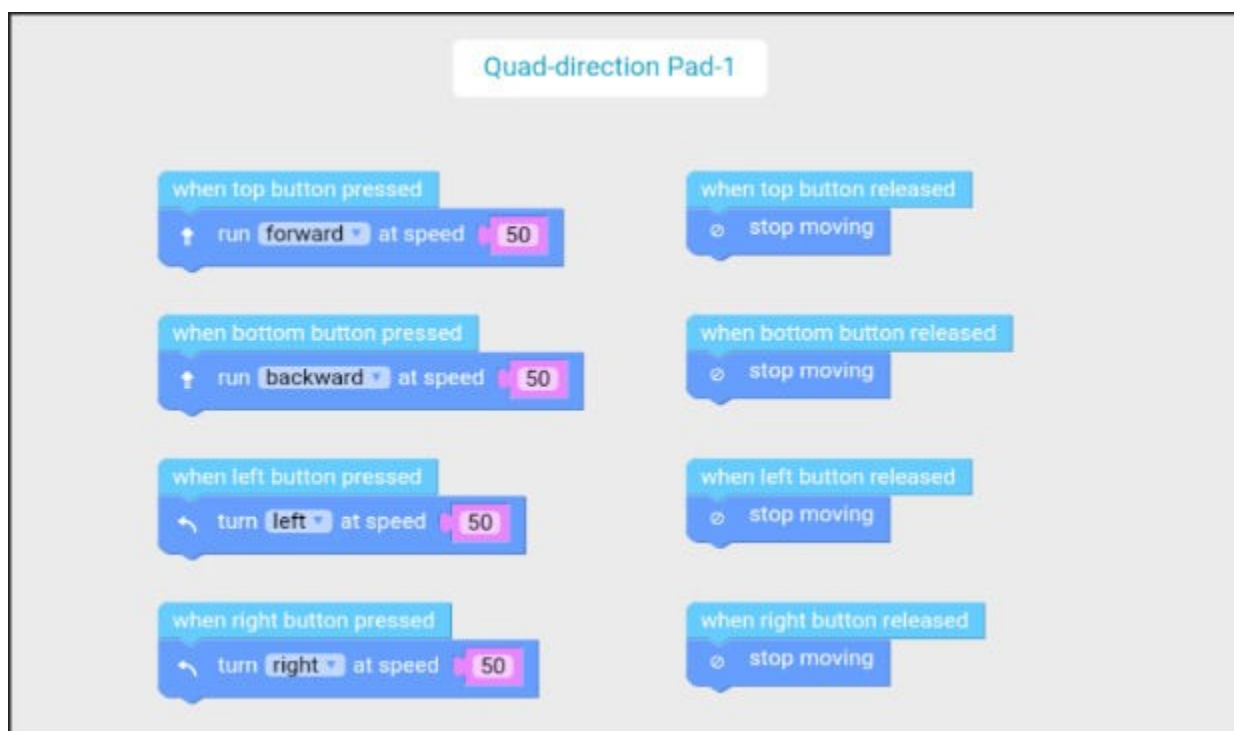 Quad-direction Pad-1
when top button pressed
run forward at speed 50
when top button released
stop moving
when bottom button pressed
run backward at speed 50
when bottom button released
stop moving
when left button pressed
turn left at speed 50
when left button released
stop moving
when right button pressed
turn right at speed 50
when right button released
stop moving